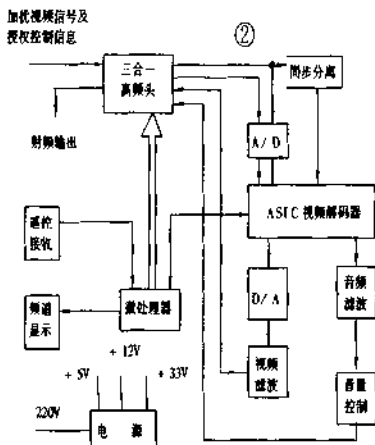 加扰视频信号及
授权控制信息
②
三合一
高频头
同步分离
射频输出
A/D
ASIC 视频解码器
遥控
接收
频道
显示
微处理器
D/A
音频
滤波
视频
滤波
音量
控制
+12V
+5V
+33V
220V
电 源